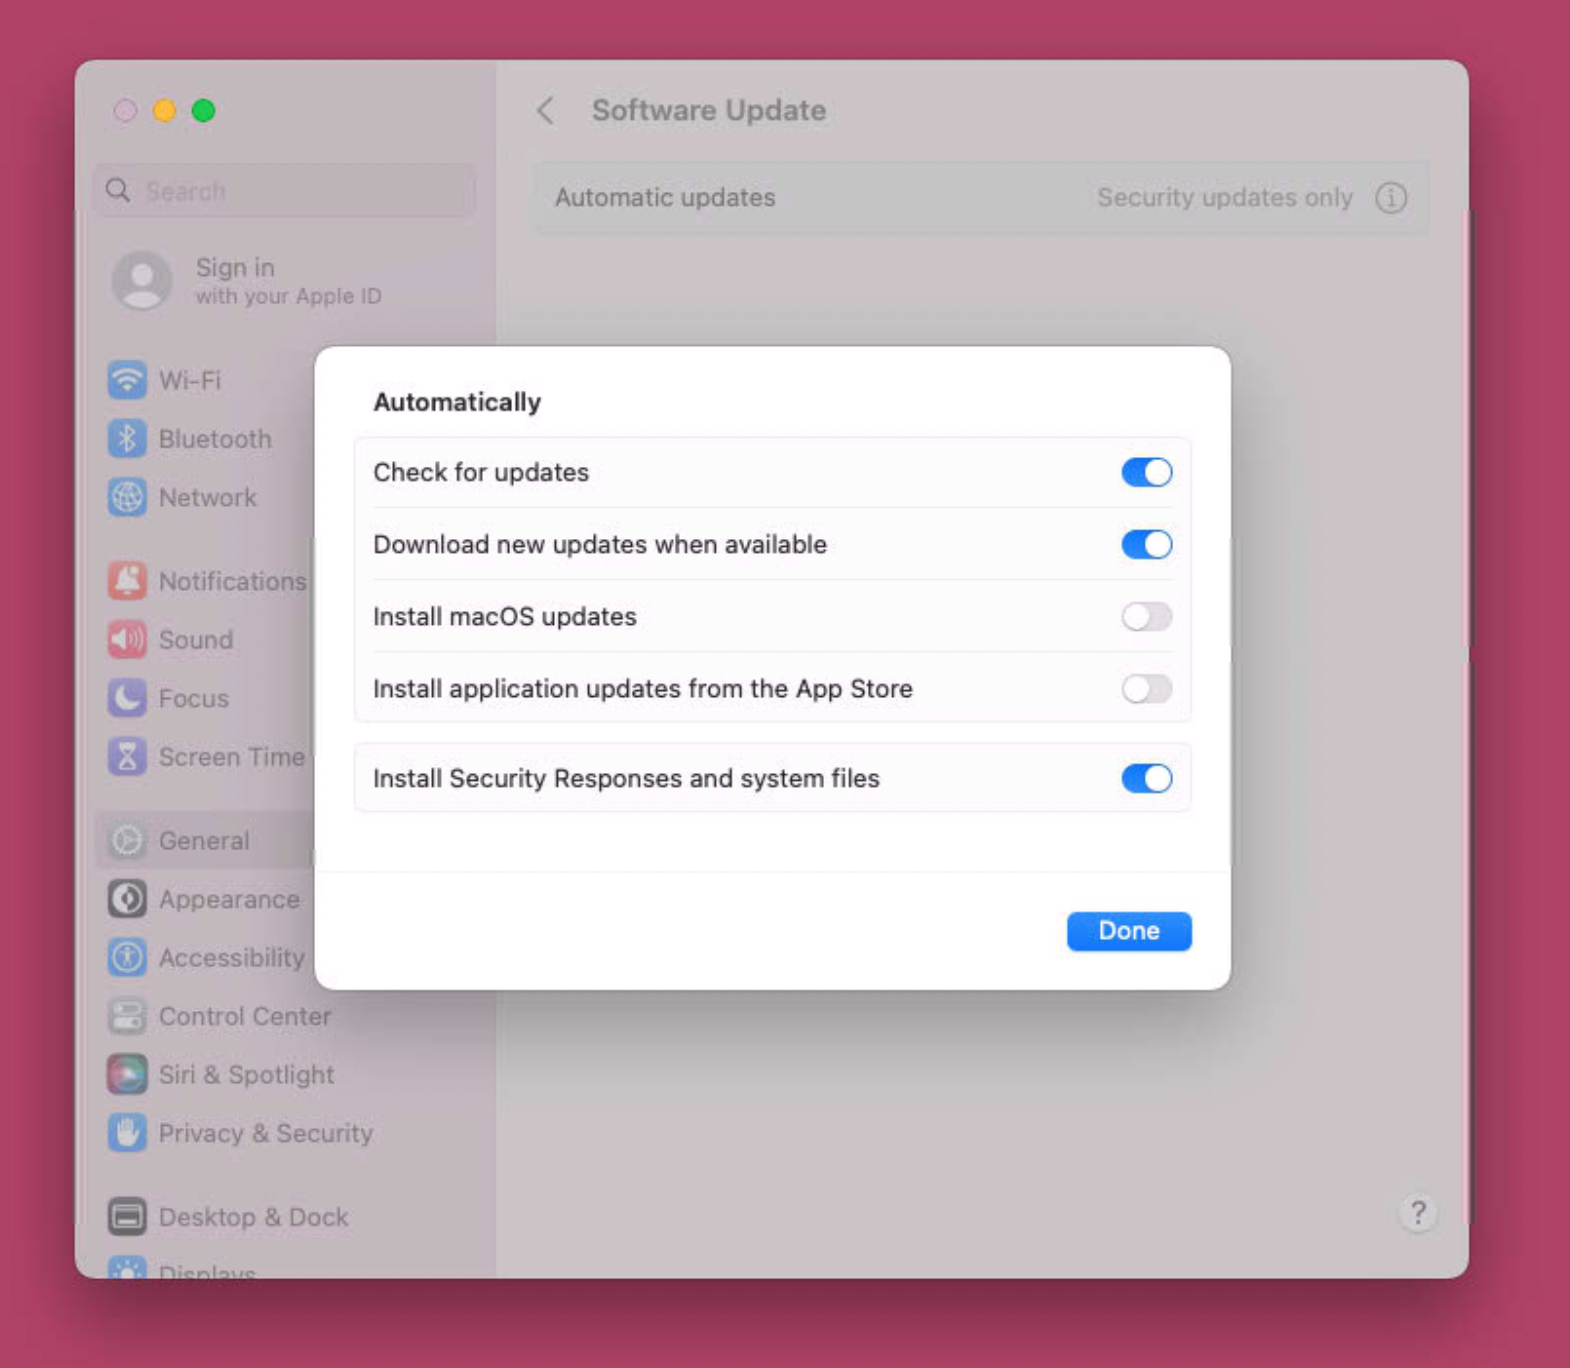 Software Update
Search
Automatic updates
Security updates only
Sign in
with your Apple ID
Wi-Fi
Bluetooth
Network
Notifications
Sound
Focus
Screen Time
General
Appearance
Accessibility
Control Center
Siri & Spotlight
Privacy & Security
Desktop & Dock
Displays
Automatically
Check for updates
Download new updates when available
Install macOS updates
Install application updates from the App Store
Install Security Responses and system files
Done
?